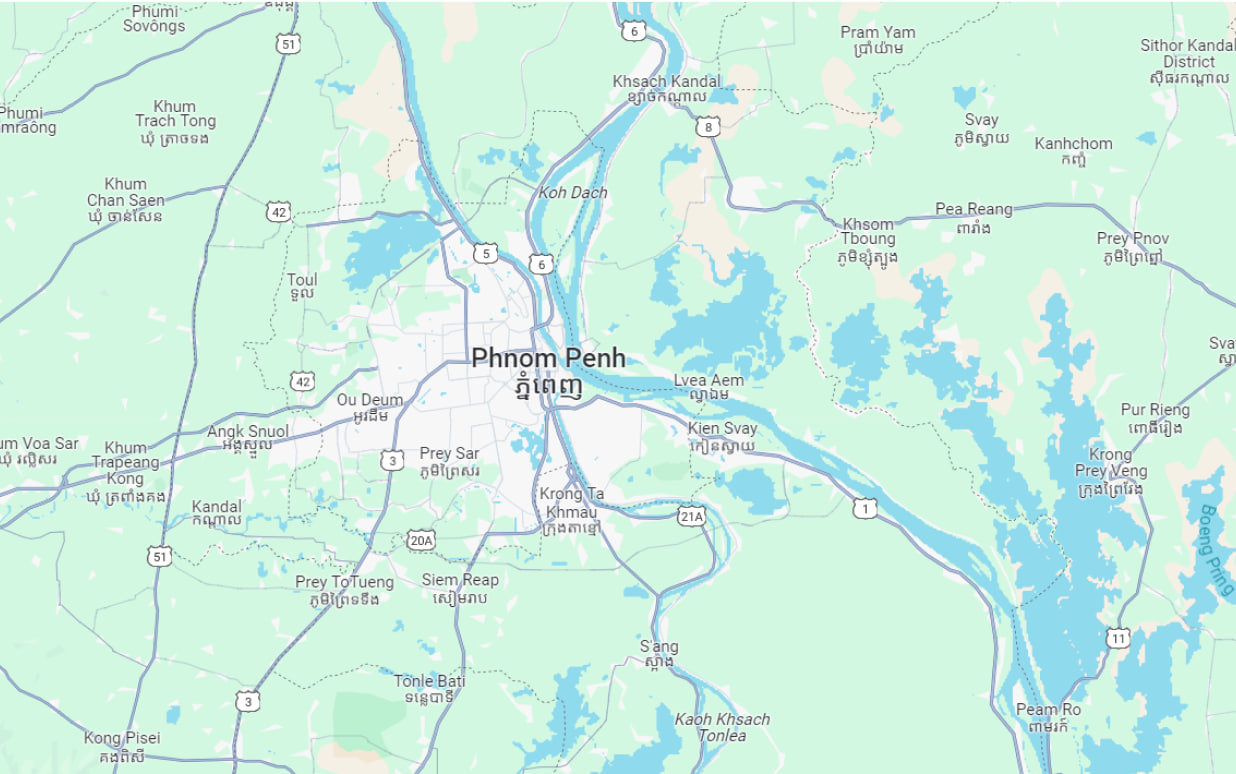 Phumi
Sovôngs
51
6
Pram Yam
ប្រាំយ៉ាម
Sithor Kandal
District
ស៊ីធរកណ្ដាល
Khsach Kandal
ខ្សាច់កណ្ដាល
Phumi
mraông
Khum
Trach Tong
ឃុំ ត្រាចទង
8
Svay
ភូមិស្វាយ
Kanhchom
កញ្ជំ
Khum
Chan Saen
ឃុំ ចាន់សែន
42
Koh Dach
Khsom
Tboung
ភូមិខ្សុំត្បូង
Pea Reang
ពារាំង
Prey Pnov
ភូមិព្រៃព្នៅ
5
6
Toul
ទួល
Phnom Penh
ភ្នំពេញ
Sva
42
Lvea Aem
ល្វាឯម
Ou Deum
អូរដឹម
Pur Rieng
ពោធិ៍រៀង
Angk Snuol
អង្គស្នួល
Kien Svay
កៀនស្វាយ
um Voa Sar
ឃុំ វល្លិសរ
Khum
Trapeang
Kong
ឃុំ ត្រពាំងគង
3
Prey Sar
ភូមិព្រៃសរ
Krong
Prey Veng
ក្រុងព្រៃវែង
Kandal
កណ្ដាល
Krong Ta
Khmau
ក្រុងតាខ្មៅ
21A
1
20A
51
Boeng Pring
Prey ToTueng
ភូមិព្រៃទទឹង
Siem Reap
សៀមរាប
11
S'ang
ស្អាង
Tonle Bati
ទន្លេបាទី
3
Kaoh Khsach
Tonlea
Peam Ro
ពាមរក៍
Kong Pisei
គងពិសី